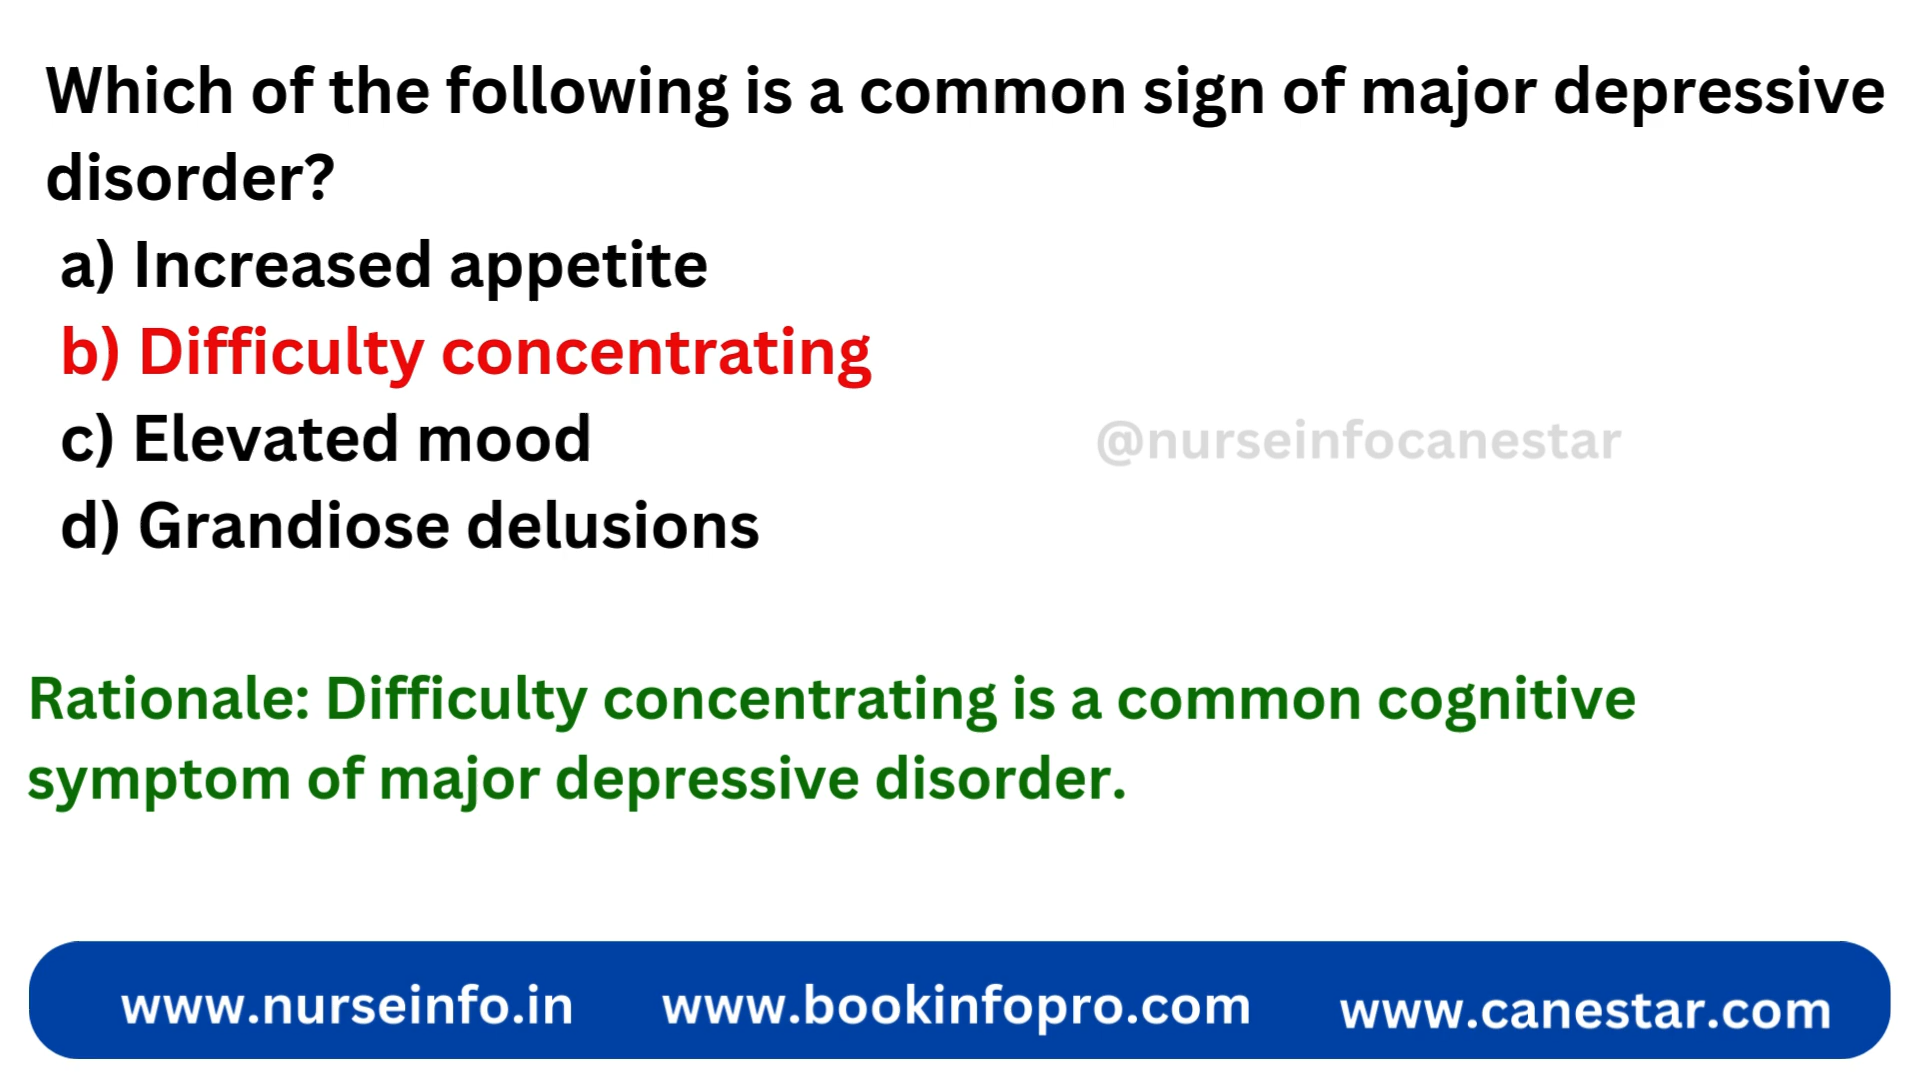 Which of the following is a common sign of major depressive
disorder?
a) Increased appetite
b) Difficulty concentrating
c) Elevated mood
@nurseinfocanestar
d) Grandiose delusions
Rationale: Difficulty concentrating is a common cognitive
symptom of major depressive disorder.
www.nurseinfo.in www.bookinfopro.com www.canestar.com